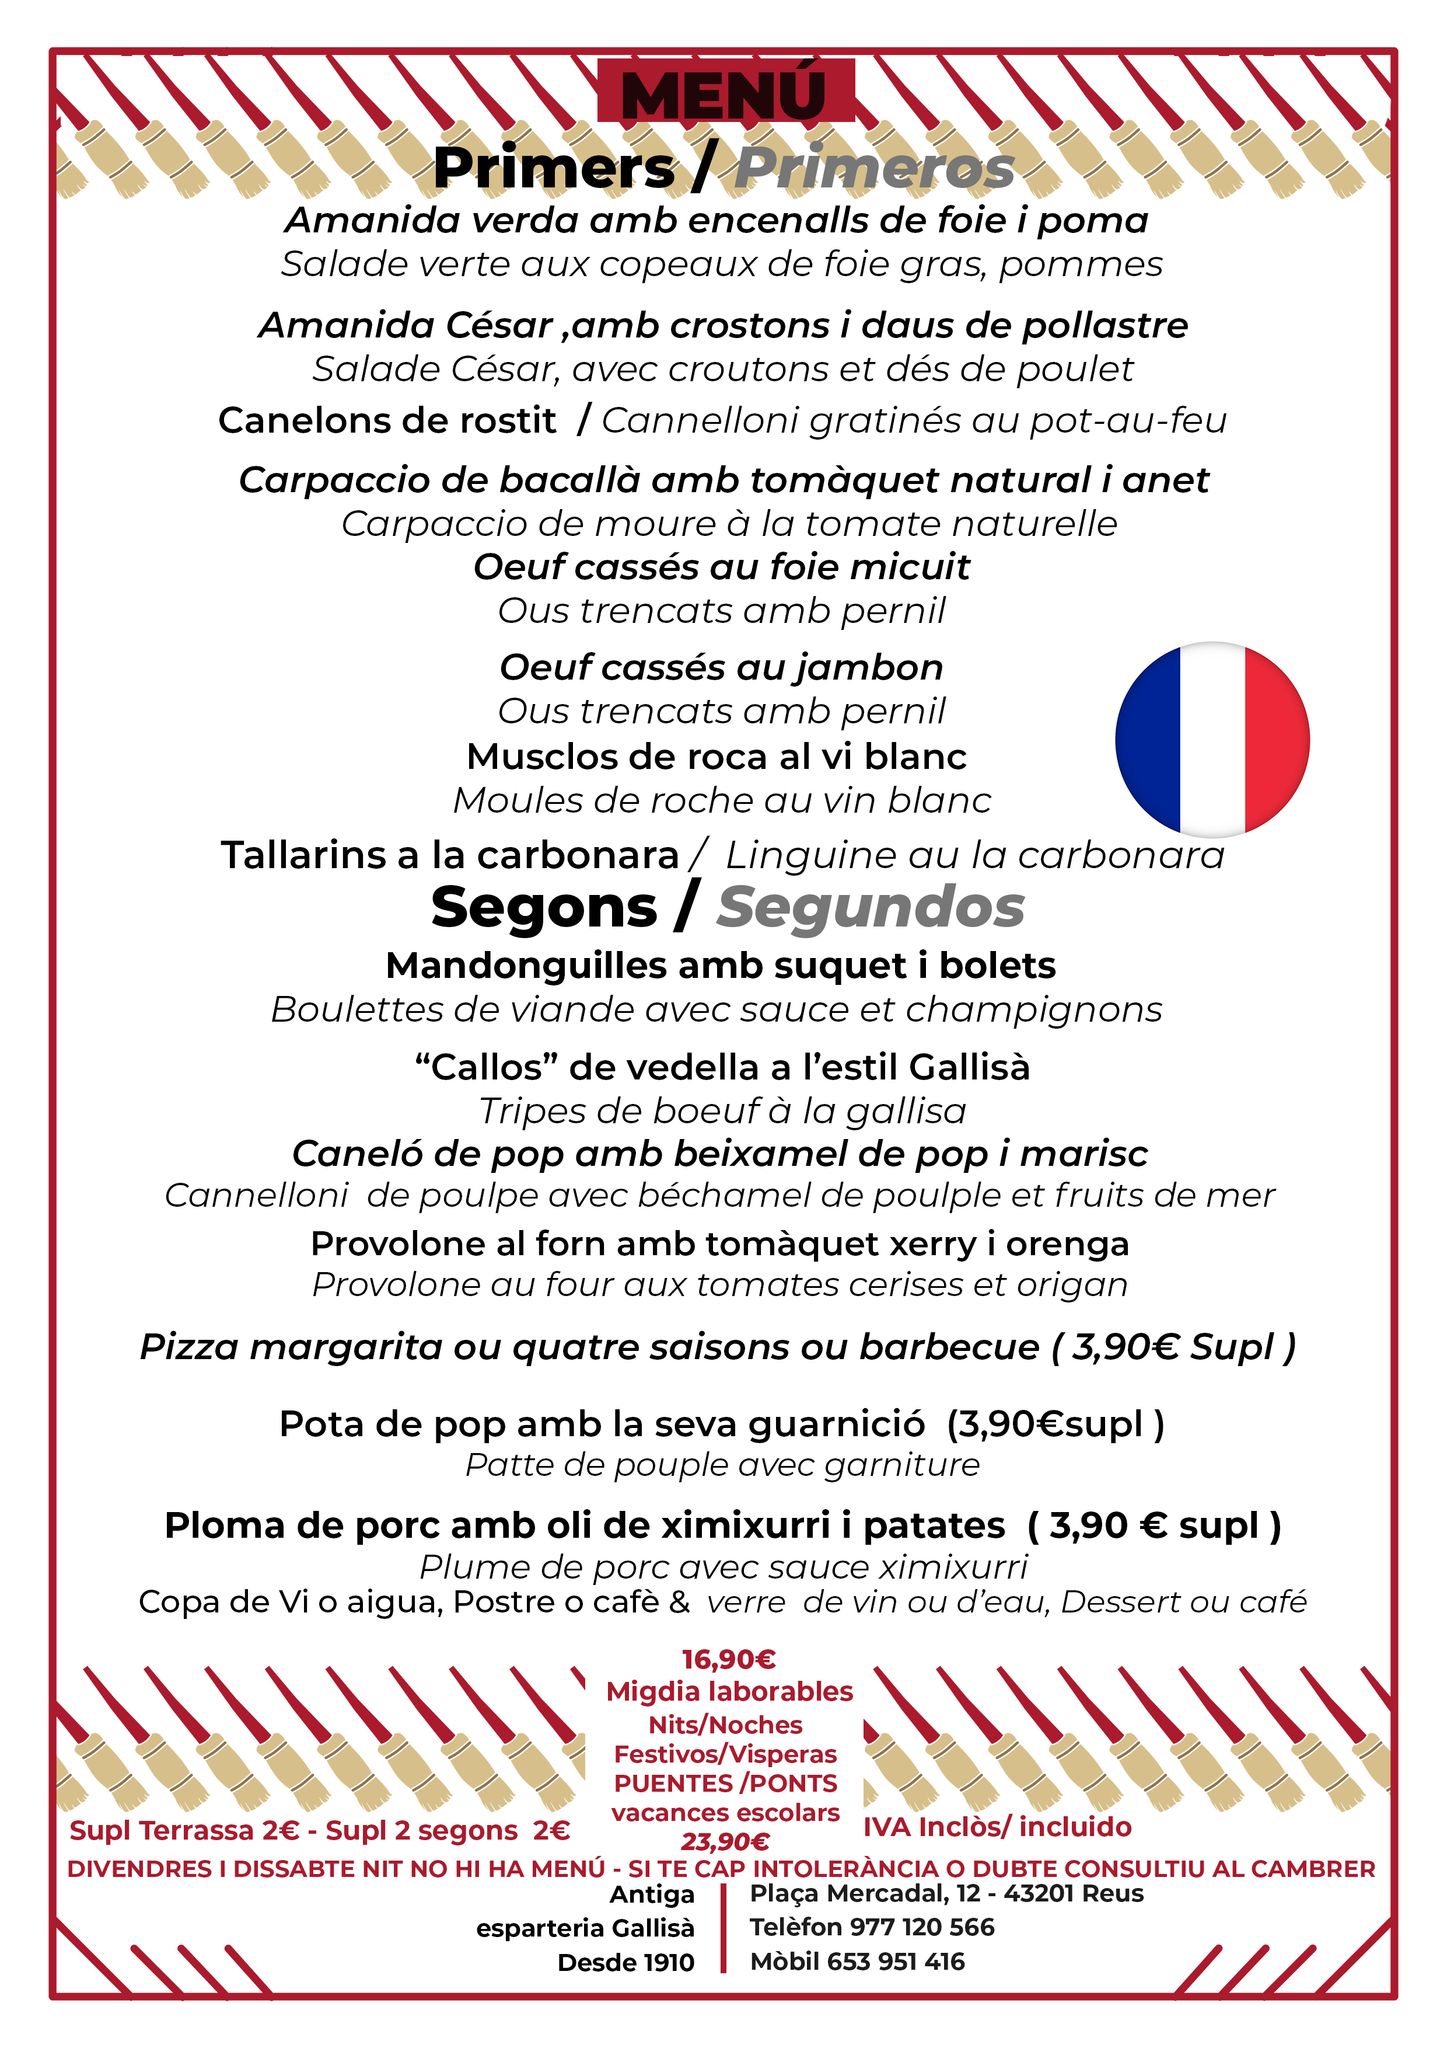 MENÚ
Primers / Primeros
Amanida verda amb encenalls de foie i poma
Salade verte aux copeaux de foie gras, pommes
Amanida César ,amb crostons i daus de pollastre
Salade César, avec croutons et dés de poulet
Canelons de rostit / Cannelloni gratinés au pot-au-feu
Carpaccio de bacallà amb tomàquet natural i anet
Carpaccio de moure à la tomate naturelle
Oeuf cassés au foie micuit
Ous trencats amb pernil
Oeuf cassés au jambon
Ous trencats amb pernil
Musclos de roca al vi blanc
Moules de roche au vin blanc
Tallarins a la carbonara / Linguine au la carbonara
Segons / Segundos
Mandonguilles amb suquet i bolets
Boulettes de viande avec sauce et champignons
“Callos” de vedella a l’estil Gallisà
Tripes de boeuf à la gallisa
Caneló de pop amb beixamel de pop i marisc
Cannelloni de poulpe avec béchamel de poulple et fruits de mer
Provolone al forn amb tomàquet xerry i orenga
Provolone au four aux tomates cerises et origan
Pizza margarita ou quatre saisons ou barbecue ( 3,90€ Supl )
Pota de pop amb la seva guarnició (3,90€supl )
Patte de pouple avec garniture
Ploma de porc amb oli de ximixurri i patates ( 3,90 € supl )
Plume de porc avec sauce ximixurri
Copa de Vi o aigua, Postre o cafè & verre de vin ou d’eau, Dessert ou café
16,90€
Migdia laborables
Nits/Noches
Festivos/Visperas
PUENTES /PONTS
vacances escolars
23,90€
Supl Terrassa 2€ - Supl 2 segons 2€
IVA Inclòs/ incluido
DIVENDRES I DISSABTE NIT NO HI HA MENÚ - SI TE CAP INTOLERÀNCIA O DUBTE CONSULTIU AL CAMBRER
Antiga
esparteria Gallisà
Desde 1910
Plaça Mercadal, 12 - 43201 Reus
Telèfon 977 120 566
Mòbil 653 951 416